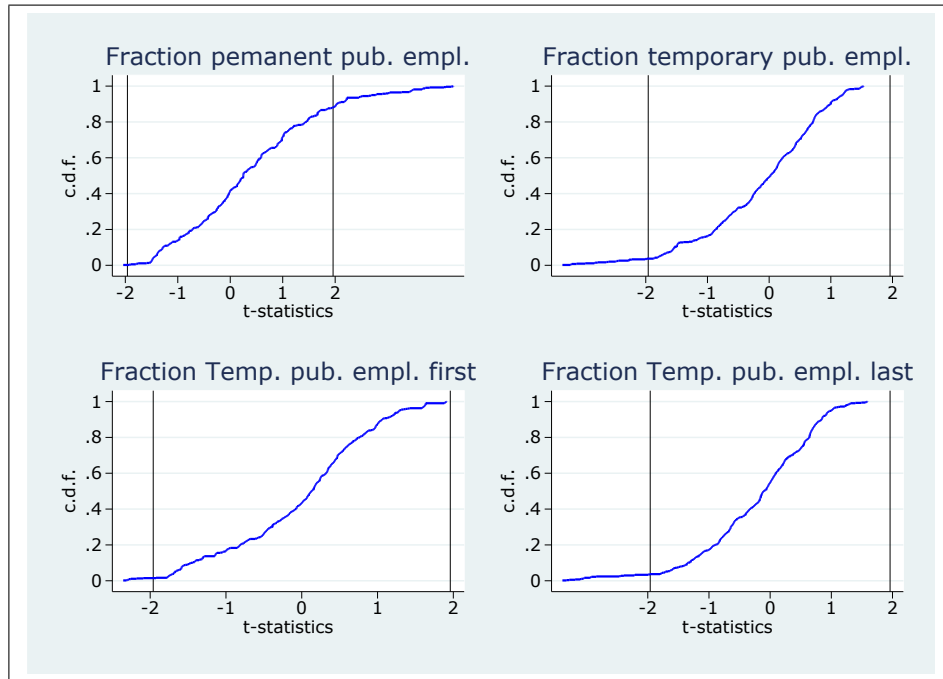 Fraction pemanent pub. empl.
1
.8
.6
.4
.2
0
c.d.f.
-2 -1 0 1 2
t-statistics
Fraction temporary pub. empl.
1
.8
.6
.4
.2
0
c.d.f.
-2 -1 0 1 2
t-statistics
Fraction Temp. pub. empl. first
1
.8
.6
.4
.2
0
c.d.f.
-2 -1 0 1 2
t-statistics
Fraction Temp. pub. empl. last
1
.8
.6
.4
.2
0
c.d.f.
-2 -1 0 1 2
t-statistics